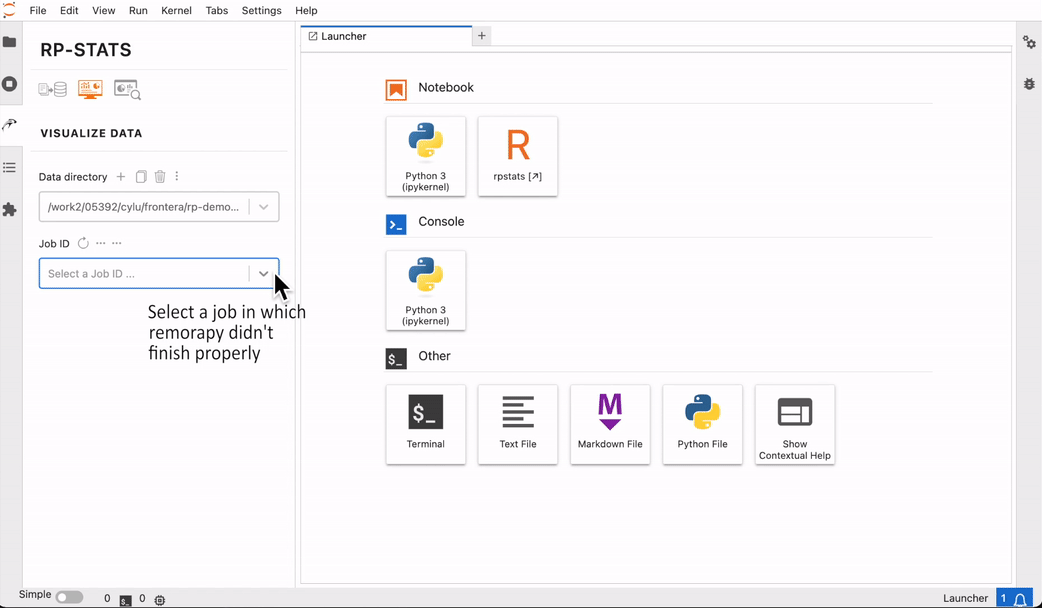 File Edit View Run Kernel Tabs Settings Help
RP-STATS
VISUALIZE DATA
Data directory
/work2/05392/cylu/frontera/rp-demo...
Job ID
Select a Job ID ...
Select a job in which
remorapy didn't
finish properly
Launcher
Notebook
Python 3
(ipykernel)
R
rpstats [↗]
Console
>_
Python 3
(ipykernel)
$_
Other
$_
Terminal
Text File
M
Markdown File
Python File
Show
Contextual Help
Simple
0
$_
0
Launcher
1